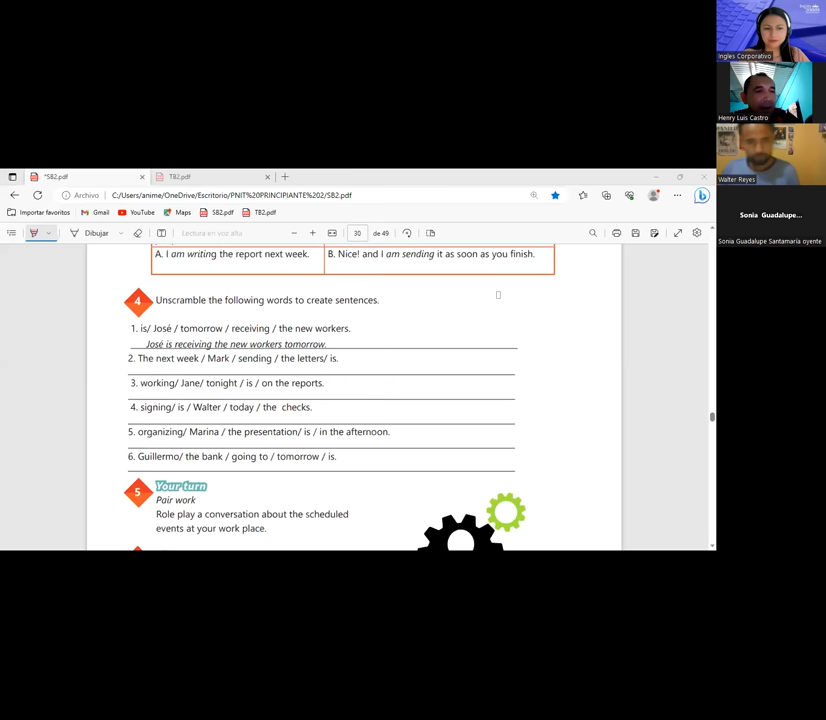 Ingles Corporativo
Henry Luis Castro
Walter Reyes
Sonia Guadalupe...
Sonia Guadalupe Santamaría oyente
*SB2.pdf
TB2.pdf
Archivo C:/Users/anime/OneDrive/Escritorio/PNIT%20PRINCIPIANTE%202/SB2.pdf
Importar favoritos Gmail YouTube Maps SB2.pdf TB2.pdf
Dibujar Lectura en voz alta 30 de 49
A. I am writing the report next week. B. Nice! and I am sending it as soon as you finish.
4 Unscramble the following words to create sentences.
1. is/ José / tomorrow / receiving / the new workers.
José is receiving the new workers tomorrow.
2. The next week / Mark / sending / the letters/ is.
3. working/ Jane/ tonight / is / on the reports.
4. signing/ is / Walter / today / the checks.
5. organizing/ Marina / the presentation/ is / in the afternoon.
6. Guillermo/ the bank / going to / tomorrow / is.
5 Your turn
Pair work
Role play a conversation about the scheduled
events at your work place.